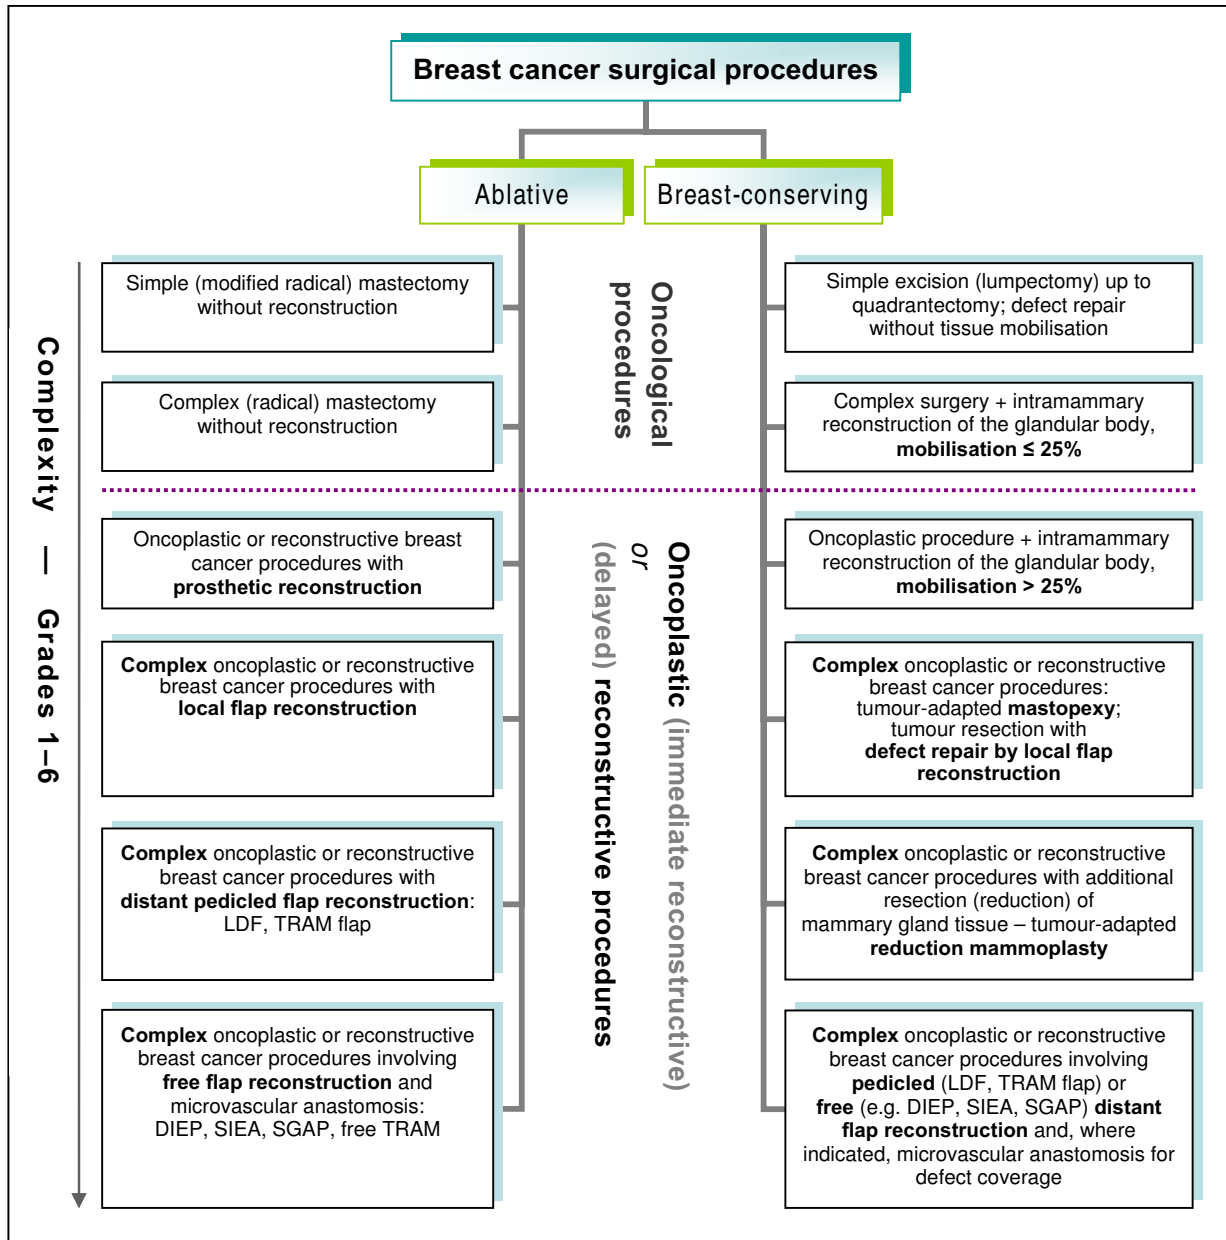 Breast cancer surgical procedures
Ablative
Breast-conserving
Complexity — Grades 1–6
Oncological
procedures
Simple (modified radical) mastectomy
without reconstruction
Simple excision (lumpectomy) up to
quadrantectomy; defect repair
without tissue mobilisation
Complex (radical) mastectomy
without reconstruction
Complex surgery + intramammary
reconstruction of the glandular body,
mobilisation ≤ 25%
Oncoplastic (immediate reconstructive)
or
(delayed) reconstructive procedures
Oncoplastic or reconstructive breast
cancer procedures with
prosthetic reconstruction
Oncoplastic procedure + intramammary
reconstruction of the glandular body,
mobilisation > 25%
Complex oncoplastic or reconstructive
breast cancer procedures with
local flap reconstruction
Complex oncoplastic or reconstructive
breast cancer procedures:
tumour-adapted mastopexy;
tumour resection with
defect repair by local flap
reconstruction
Complex oncoplastic or reconstructive
breast cancer procedures with
distant pedicled flap reconstruction:
LDF, TRAM flap
Complex oncoplastic or reconstructive
breast cancer procedures with additional
resection (reduction) of
mammary gland tissue – tumour-adapted
reduction mammoplasty
Complex oncoplastic or reconstructive
breast cancer procedures involving
free flap reconstruction and
microvascular anastomosis:
DIEP, SIEA, SGAP, free TRAM
Complex oncoplastic or reconstructive
breast cancer procedures involving
pedicled (LDF, TRAM flap) or
free (e.g. DIEP, SIEA, SGAP) distant
flap reconstruction and, where
indicated, microvascular anastomosis for
defect coverage